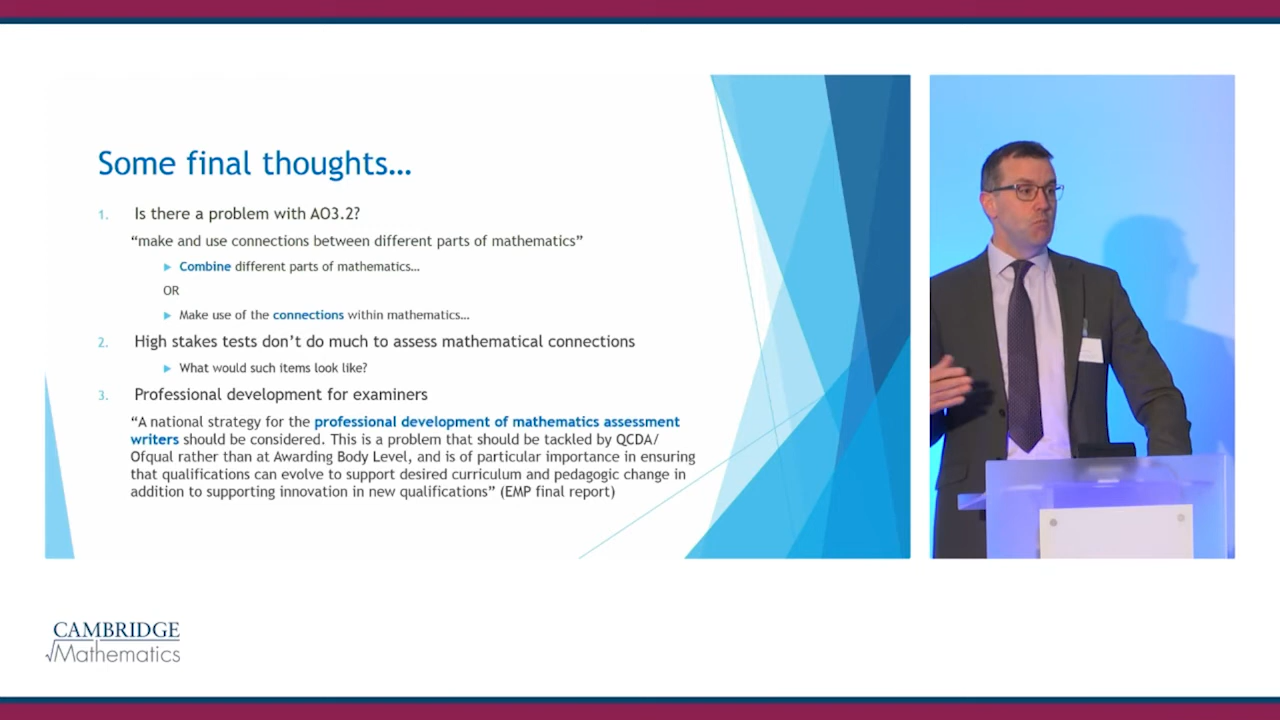 Some final thoughts...
1. Is there a problem with AO3.2?
“make and use connections between different parts of mathematics”
Combine different parts of mathematics...
OR
Make use of the connections within mathematics...
2. High stakes tests don’t do much to assess mathematical connections
What would such items look like?
3. Professional development for examiners
“A national strategy for the professional development of mathematics assessment
writers should be considered. This is a problem that should be tackled by QCDA/
Ofqual rather than at Awarding Body Level, and is of particular importance in ensuring
that qualifications can evolve to support desired curriculum and pedagogic change in
addition to supporting innovation in new qualifications” (EMP final report)
CAMBRIDGE
Mathematics